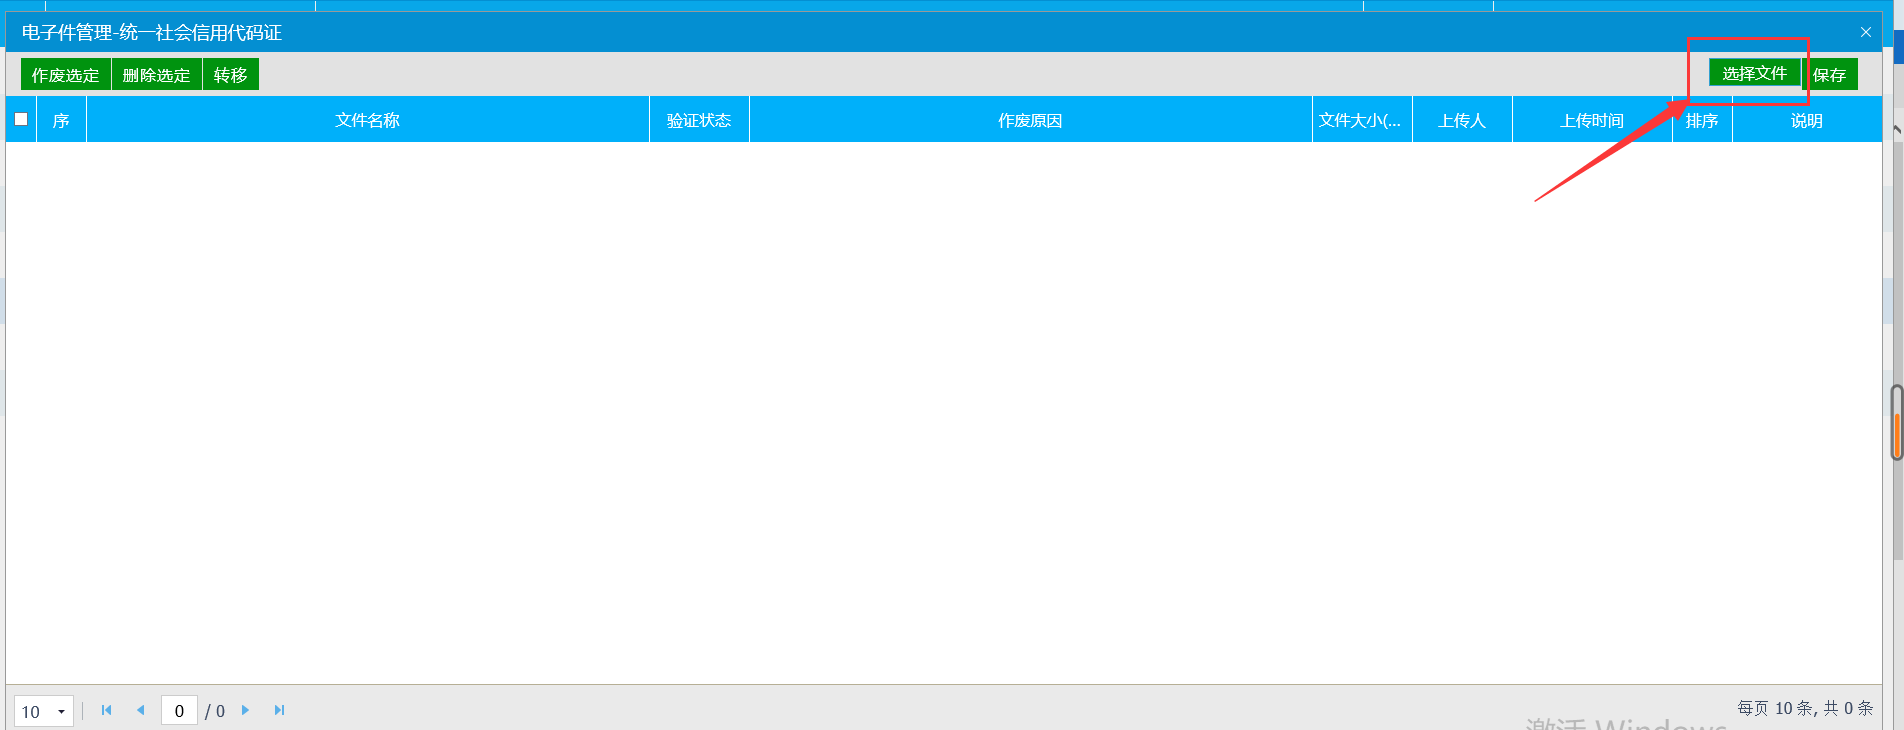 电子件管理-统一社会信用代码证
作废选定 删除选定 转移 选择文件 保存
序 文件名称 验证状态 作废原因 文件大小(... 上传人 上传时间 排序 说明
10 0 / 0 每页 10 条, 共 0 条
激活 Windows